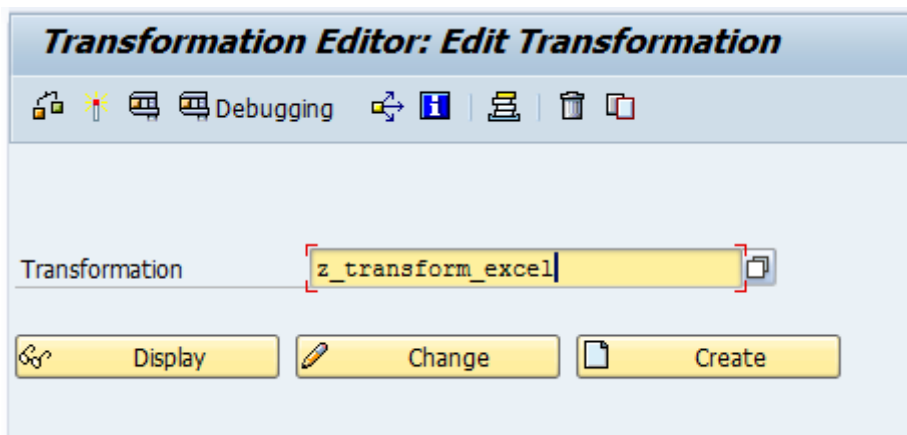 Transformation Editor: Edit Transformation
Debugging
Transformation z_transform_excel
Display Change Create